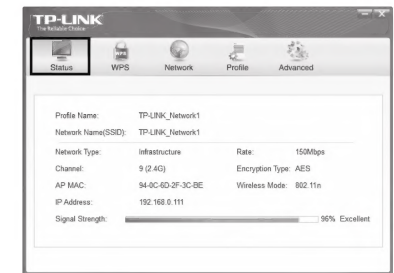 TP-LINK
The Reliable Choice
Status WPS Network Profile Advanced
Profile Name: TP-LINK_Network1
Network Name(SSID): TP-LINK_Network1
Network Type: Infrastructure Rate: 150Mbps
Channel: 9 (2.4G) Encryption Type: AES
AP MAC: 94-0C-6D-2F-3C-BE Wireless Mode: 802.11n
IP Address: 192.168.0.111
Signal Strength: 96% Excellent